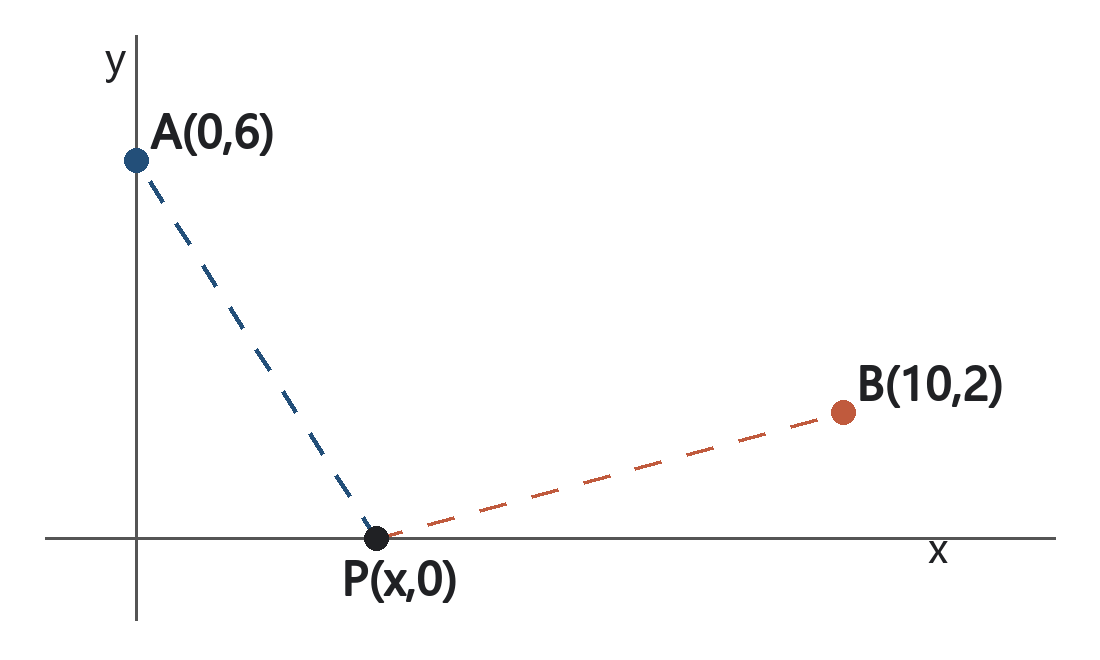 y
A(0,6)
B(10,2)
x
P(x,0)